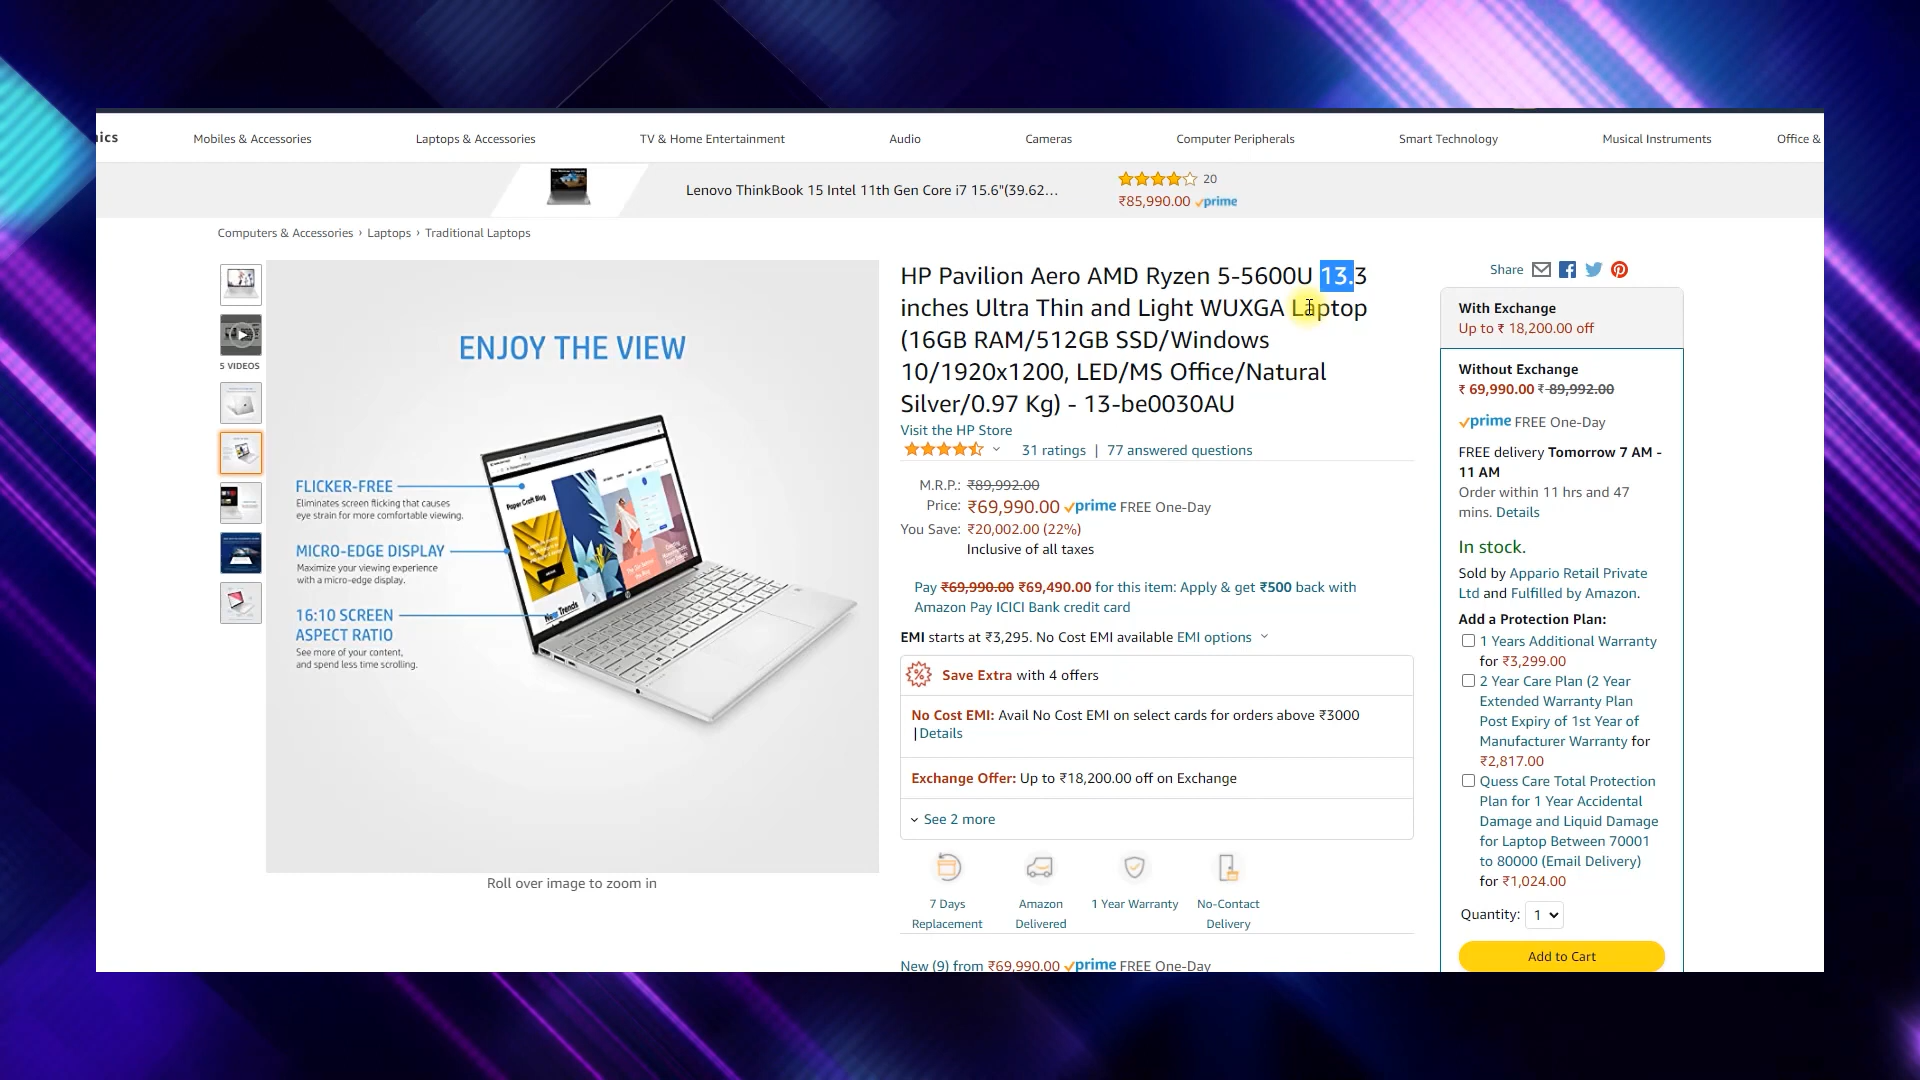 nics
Mobiles & Accessories
Laptops & Accessories
TV & Home Entertainment
Audio
Cameras
Computer Peripherals
Smart Technology
Musical Instruments
Office &
Lenovo ThinkBook 15 Intel 11th Gen Core i7 15.6"(39.62...
20
₹85,990.00 prime
Computers & Accessories › Laptops › Traditional Laptops
5 VIDEOS
ENJOY THE VIEW
FLICKER-FREE
Eliminates screen flicking that causes
eye strain for more comfortable viewing.
MICRO-EDGE DISPLAY
Maximize your viewing experience
with a micro-edge display.
16:10 SCREEN
ASPECT RATIO
See more of your content,
and spend less time scrolling.
Paper Craft Blog
New Trends
Roll over image to zoom in
HP Pavilion Aero AMD Ryzen 5-5600U 13.3
inches Ultra Thin and Light WUXGA Laptop
(16GB RAM/512GB SSD/Windows
10/1920x1200, LED/MS Office/Natural
Silver/0.97 Kg) - 13-be0030AU
Visit the HP Store
31 ratings | 77 answered questions
M.R.P.: ₹89,992.00
Price: ₹69,990.00 prime FREE One-Day
You Save: ₹20,002.00 (22%)
Inclusive of all taxes
Pay ₹69,990.00 ₹69,490.00 for this item: Apply & get ₹500 back with
Amazon Pay ICICI Bank credit card
EMI starts at ₹3,295. No Cost EMI available EMI options
Save Extra with 4 offers
No Cost EMI: Avail No Cost EMI on select cards for orders above ₹3000
| Details
Exchange Offer: Up to ₹18,200.00 off on Exchange
See 2 more
7 Days
Replacement
Amazon
Delivered
1 Year Warranty
No-Contact
Delivery
New (9) from ₹69,990.00 prime FREE One-Day
Share
With Exchange
Up to ₹ 18,200.00 off
Without Exchange
₹ 69,990.00 ₹ 89,992.00
prime FREE One-Day
FREE delivery Tomorrow 7 AM -
11 AM
Order within 11 hrs and 47
mins. Details
In stock.
Sold by Appario Retail Private
Ltd and Fulfilled by Amazon.
Add a Protection Plan:
1 Years Additional Warranty
for ₹3,299.00
2 Year Care Plan (2 Year
Extended Warranty Plan
Post Expiry of 1st Year of
Manufacturer Warranty for
₹2,817.00
Quess Care Total Protection
Plan for 1 Year Accidental
Damage and Liquid Damage
for Laptop Between 70001
to 80000 (Email Delivery)
for ₹1,024.00
Quantity: 1
Add to Cart